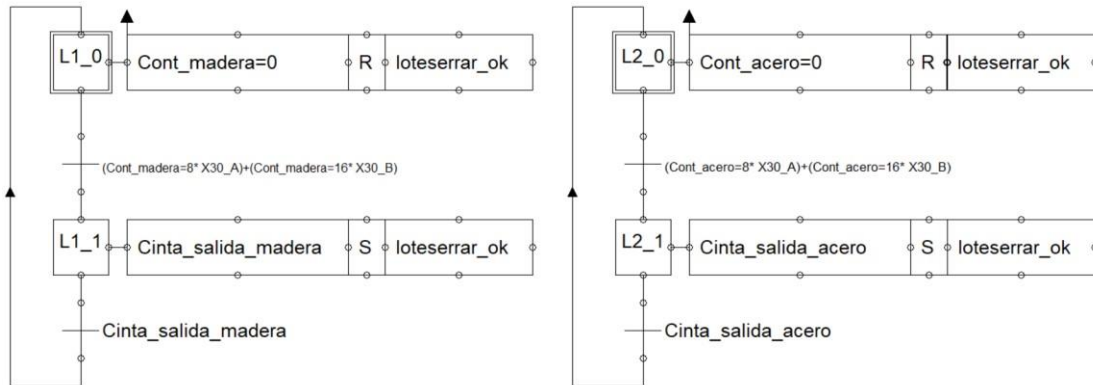 L1_0 Cont_madera=0 R loteserrar_ok
(Cont_madera=8* X30_A)+(Cont_madera=16* X30_B)
L1_1 Cinta_salida_madera S loteserrar_ok
Cinta_salida_madera
L2_0 Cont_acero=0 R loteserrar_ok
(Cont_acero=8* X30_A)+(Cont_acero=16* X30_B)
L2_1 Cinta_salida_acero S loteserrar_ok
Cinta_salida_acero